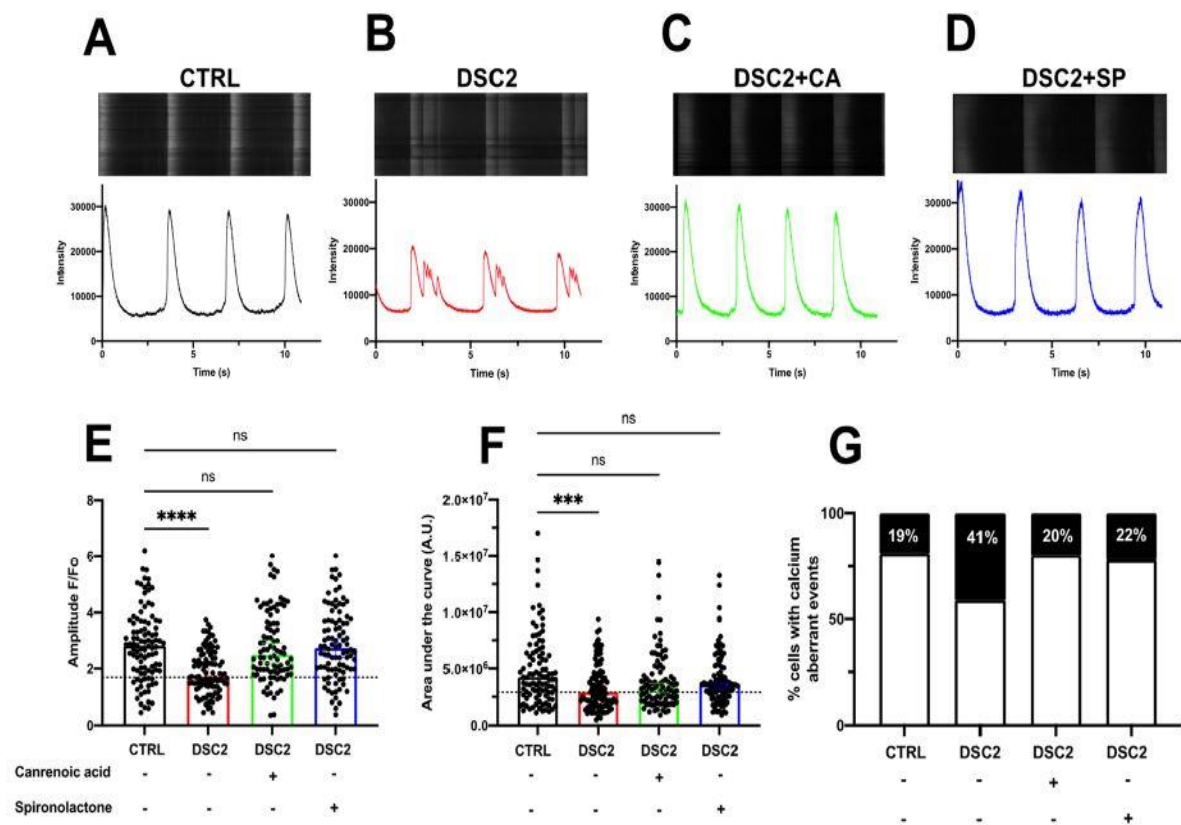 A
B
C
D
CTRL
DSC2
DSC2+CA
DSC2+SP
Intensity
30000
20000
10000
0
0
5
10
Time (s)
Intensity
30000
20000
10000
0
0
5
10
Time (s)
Intensity
30000
20000
10000
0
0
5
10
Time (s)
Intensity
30000
20000
10000
0
0
5
10
Time (s)
E
ns
ns
****
Amplitude F/Fo
8
6
4
2
0
CTRL
DSC2
DSC2
DSC2
Canrenoic acid
-
-
+
-
Spironolactone
-
-
-
+
F
ns
ns
***
Area under the curve (A.U.)
2.0×10⁷
1.5×10⁷
1.0×10⁷
5.0×10⁶
0.0
CTRL
DSC2
DSC2
DSC2
-
-
+
-
-
-
-
+
G
% cells with calcium
aberrant events
100
50
0
19%
41%
20%
22%
CTRL
DSC2
DSC2
DSC2
-
-
+
-
-
-
-
+